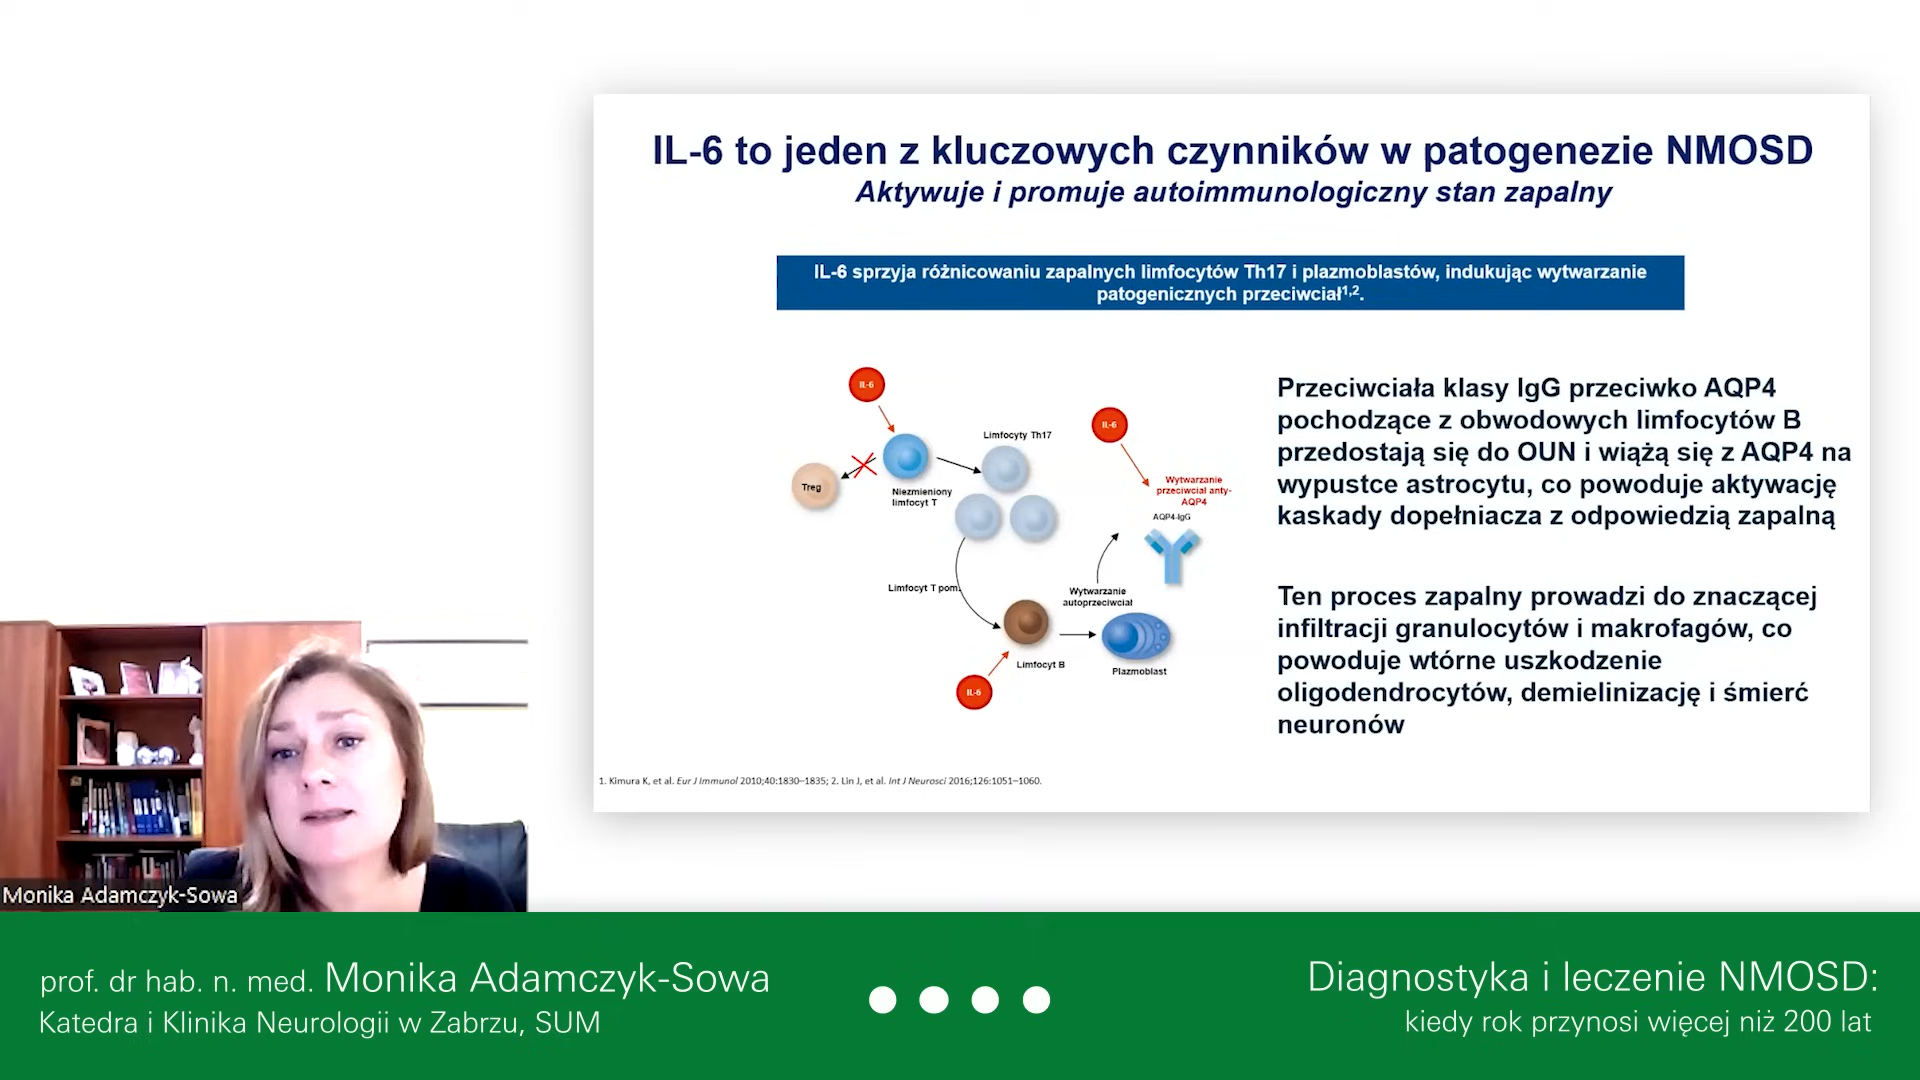 IL-6 to jeden z kluczowych czynników w patogenezie NMOSD
Aktywuje i promuje autoimmunologiczny stan zapalny
IL-6 sprzyja różnicowaniu zapalnych limfocytów Th17 i plazmoblastów, indukując wytwarzanie
patogenicznych przeciwciał1,2.
IL-6
Limfocyty Th17
Treg
Niezmieniony
limfocyt T
IL-6
Wytwarzanie
przeciwciał anty-
AQP4
AQP4-IgG
Limfocyt T pom.
Wytwarzanie
autoprzeciwciał
Limfocyt B
Plazmoblast
IL-6
Przeciwciała klasy IgG przeciwko AQP4
pochodzące z obwodowych limfocytów B
przedostają się do OUN i wiążą się z AQP4 na
wypustce astrocytu, co powoduje aktywację
kaskady dopełniacza z odpowiedzią zapalną
Ten proces zapalny prowadzi do znaczącej
infiltracji granulocytów i makrofagów, co
powoduje wtórne uszkodzenie
oligodendrocytów, demielinizację i śmierć
neuronów
1. Kimura K, et al. Eur J Immunol 2010;40:1830–1835; 2. Lin J, et al. Int J Neurosci 2016;126:1051–1060.
Monika Adamczyk-Sowa
prof. dr hab. n. med. Monika Adamczyk-Sowa
Katedra i Klinika Neurologii w Zabrzu, SUM
Diagnostyka i leczenie NMOSD:
kiedy rok przynosi więcej niż 200 lat